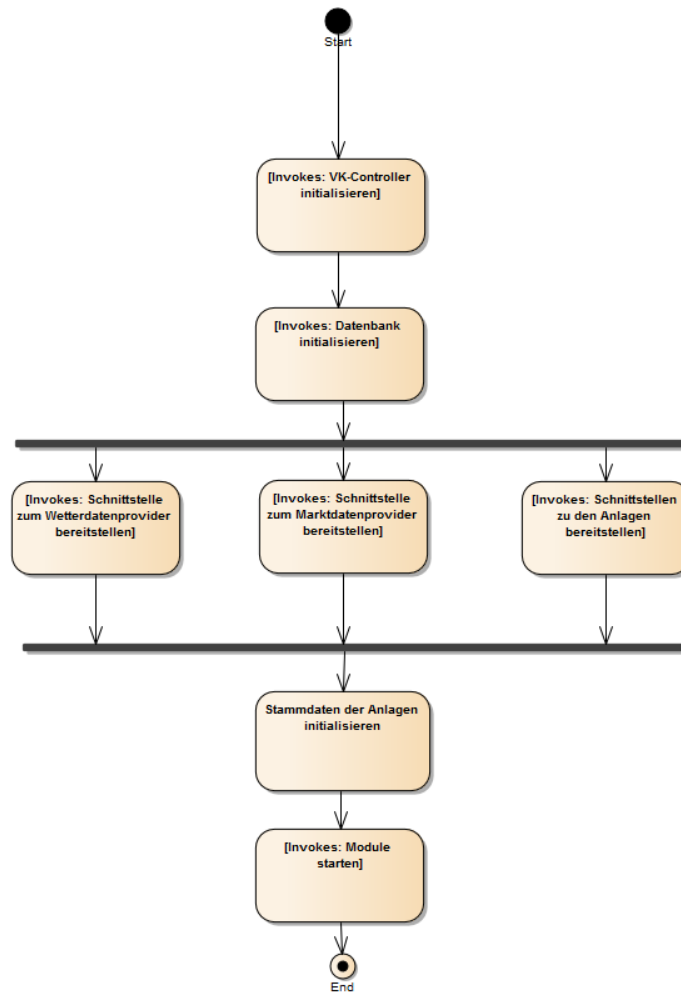 Start
[Invokes: VK-Controller
initialisieren]
[Invokes: Datenbank
initialisieren]
[Invokes: Schnittstelle
zum Wetterdatenprovider
bereitstellen]
[Invokes: Schnittstelle
zum Marktdatenprovider
bereitstellen]
[Invokes: Schnittstellen
zu den Anlagen
bereitstellen]
Stammdaten der Anlagen
initialisieren
[Invokes: Module
starten]
End